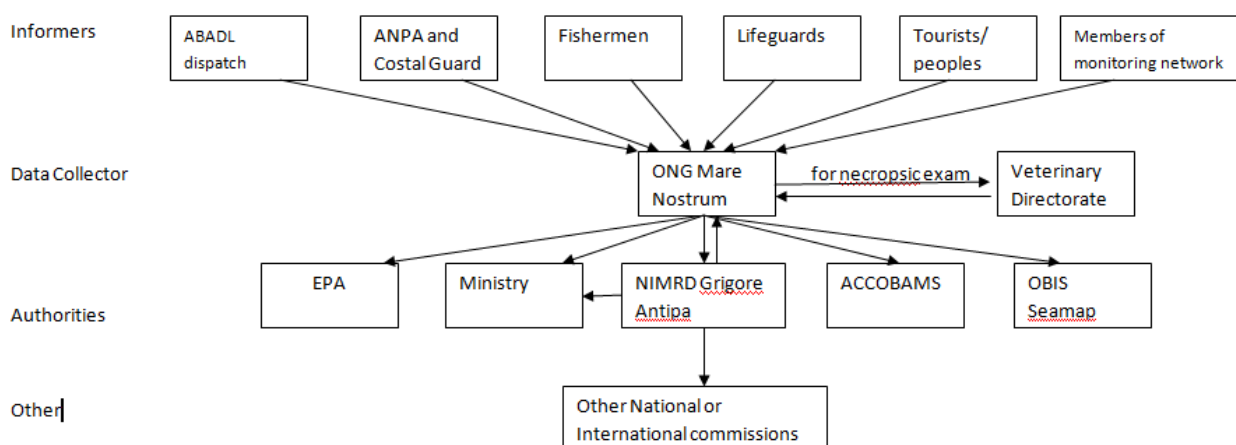 Informers
ABADL
dispatch
ANPA and
Costal Guard
Fishermen
Lifeguards
Tourists/
peoples
Members of
monitoring network
Data Collector
ONG Mare
Nostrum
for necropsic exam
Veterinary
Directorate
EPA
Ministry
NIMRD Grigore
Antipa
ACCOBAMS
OBIS
Seamap
Authorities
Other
Other National or
International commissions